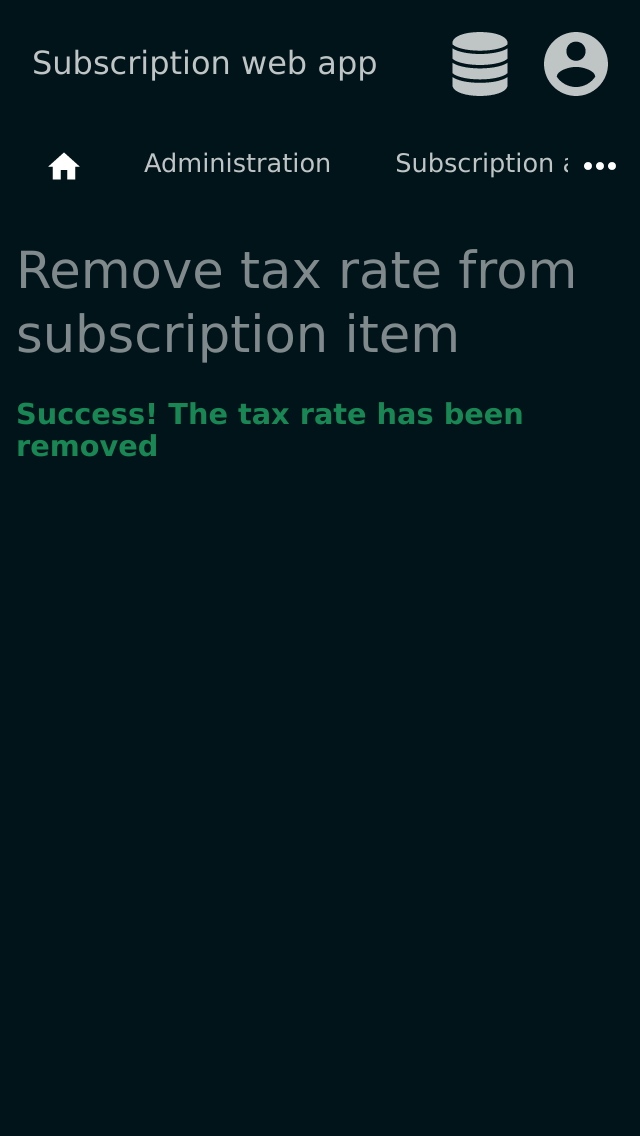 Subscription web app
Administration
Subscription
Remove tax rate from
subscription item
Success! The tax rate has been
removed